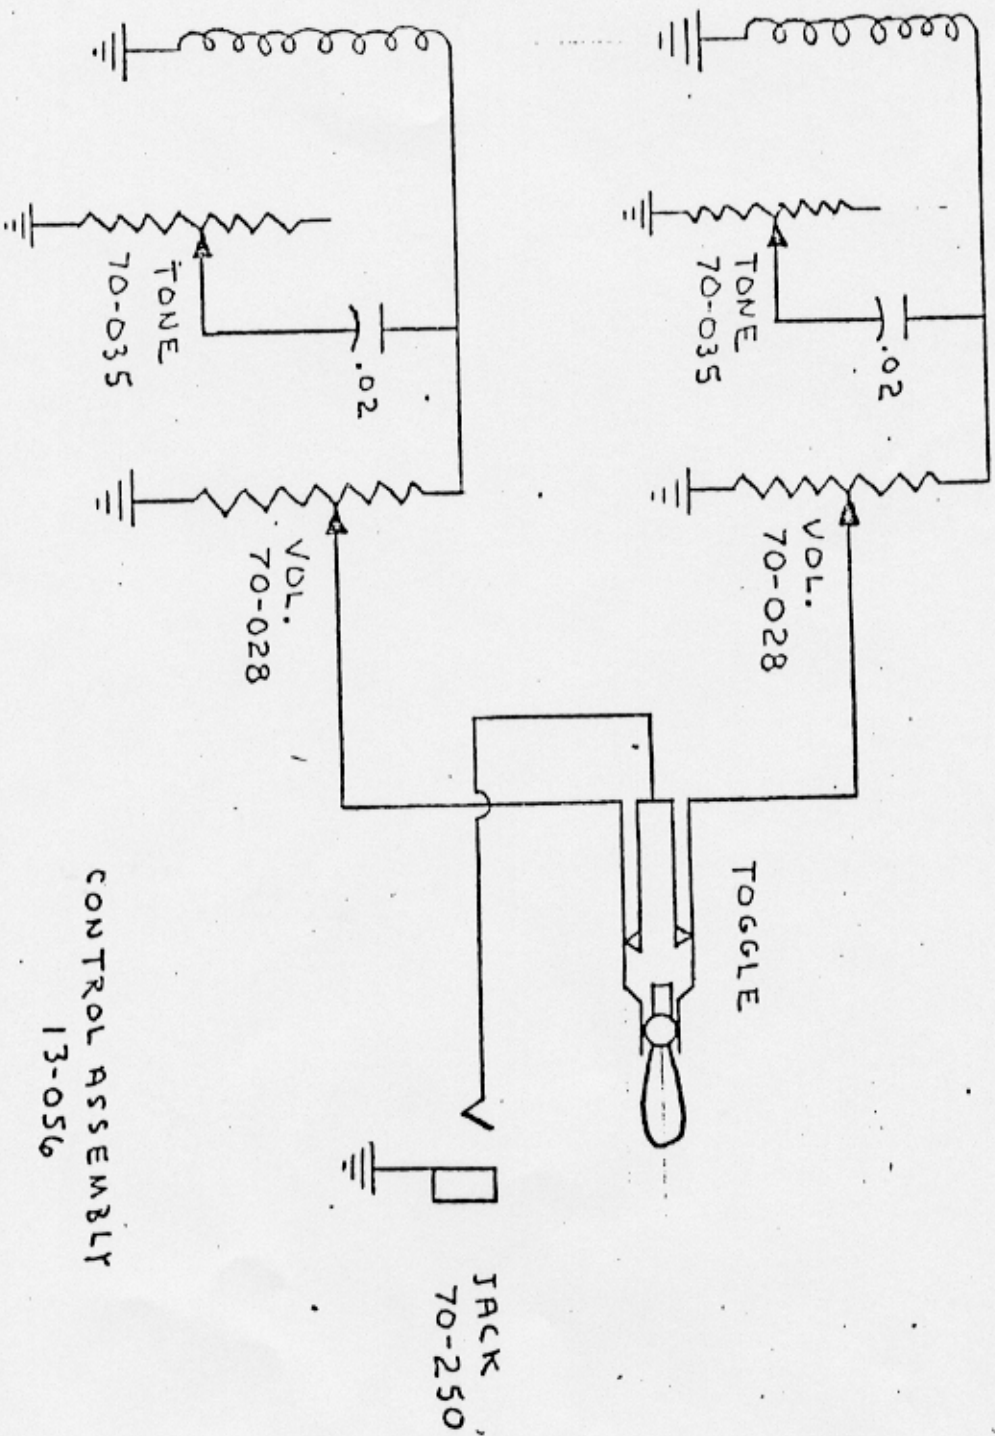 TONE
70-035
.02
VOL.
70-028
TONE
70-035
.02
VOL.
70-028
TOGGLE
JACK
70-250
CONTROL ASSEMBLY
13-056